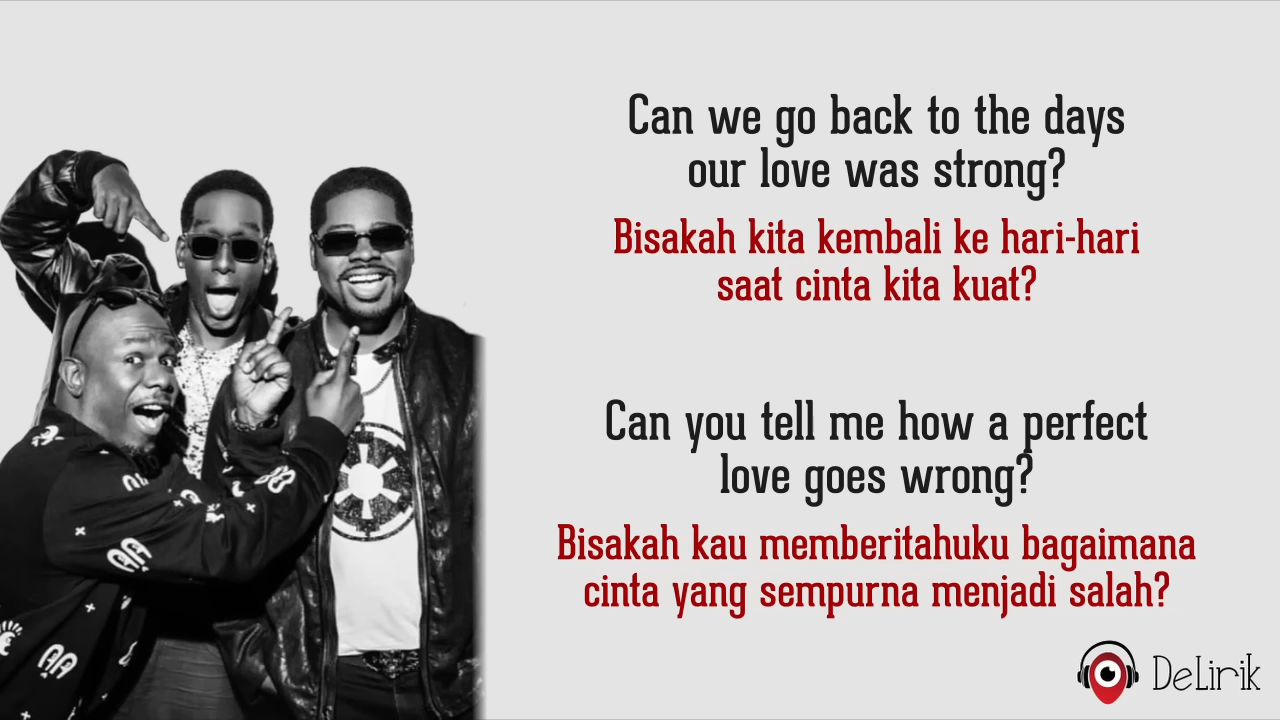 Can we go back to the days
our love was strong?
Bisakah kita kembali ke hari-hari
saat cinta kita kuat?
Can you tell me how a perfect
love goes wrong?
Bisakah kau memberitahuku bagaimana
cinta yang sempurna menjadi salah?
DeLirik